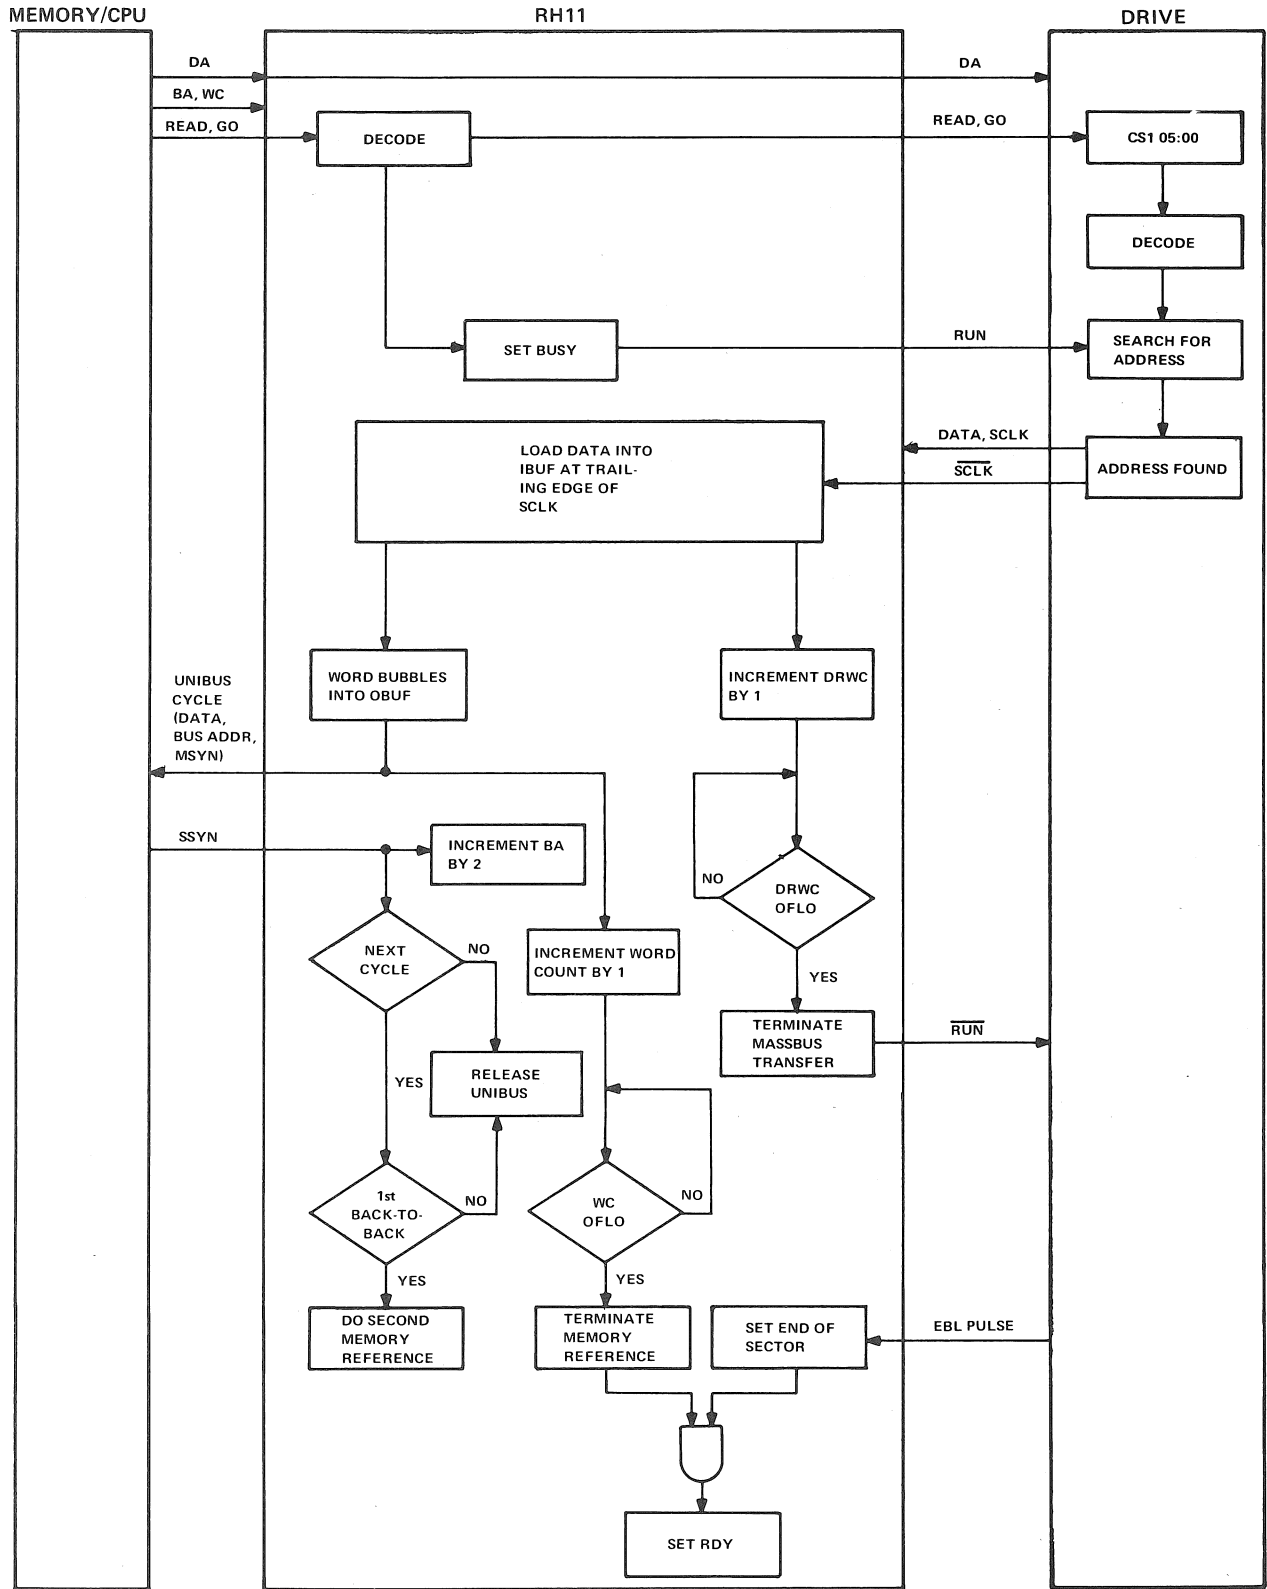 MEMORY/CPU
RH11
DRIVE
DA
DA
BA, WC
READ, GO
DECODE
READ, GO
CS1 05:00
DECODE
SET BUSY
RUN
SEARCH FOR
ADDRESS
LOAD DATA INTO
IBUF AT TRAIL-
ING EDGE OF
SCLK
DATA, SCLK
SCLK
ADDRESS FOUND
WORD BUBBLES
INTO OBUF
INCREMENT DRWC
BY 1
UNIBUS
CYCLE
(DATA,
BUS ADDR,
MSYN)
SSYN
INCREMENT BA
BY 2
NO
DRWC
OFLO
YES
NEXT
CYCLE
NO
INCREMENT WORD
COUNT BY 1
TERMINATE
MASSBUS
TRANSFER
RUN
YES
RELEASE
UNIBUS
1st
BACK-TO-
BACK
NO
WC
OFLO
NO
YES
YES
DO SECOND
MEMORY
REFERENCE
TERMINATE
MEMORY
REFERENCE
SET END OF
SECTOR
EBL PULSE
SET RDY